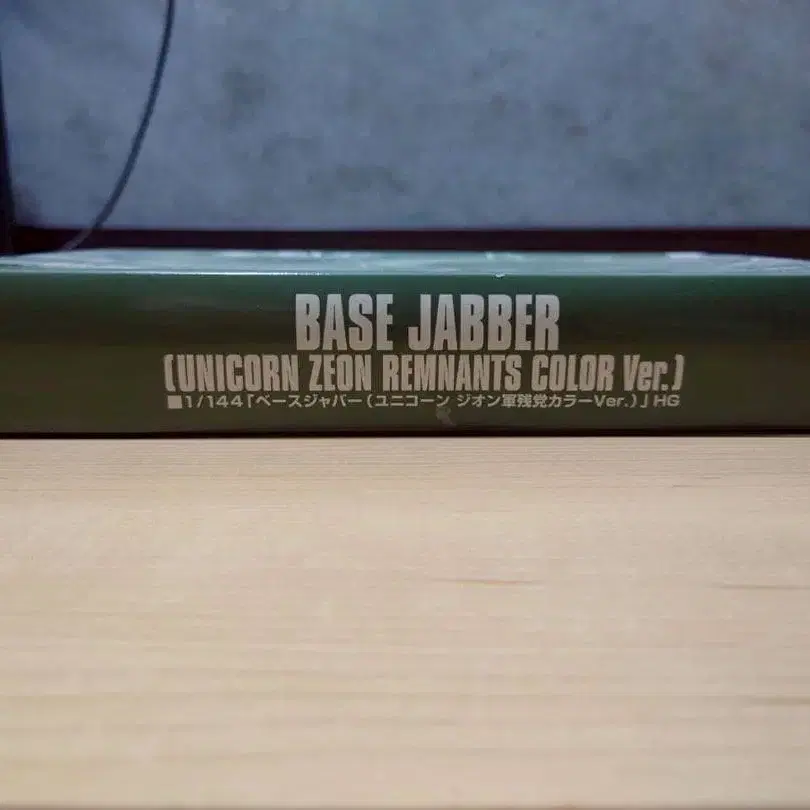 BASE JABBER
(UNICORN ZEON REMNANTS COLOR Ver.)
■1/144「ベースジャバー(ユニコーン ジオン軍残党カラーVer.)」HG